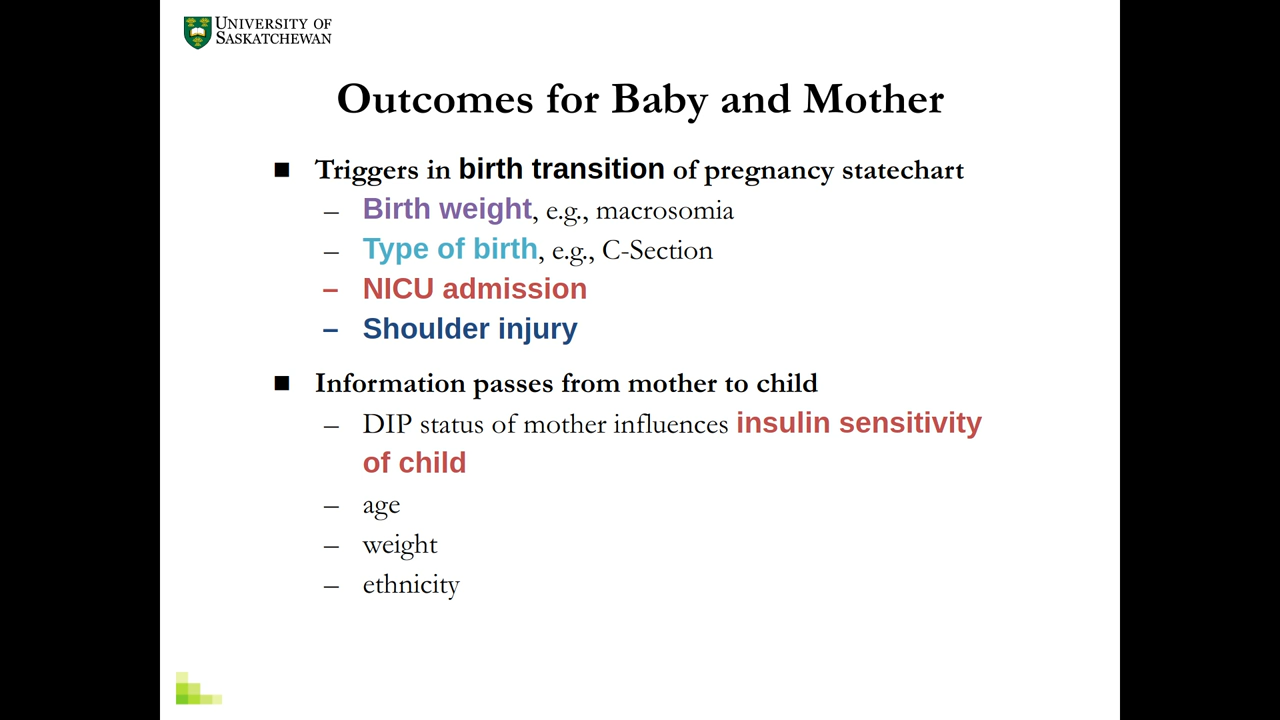 UNIVERSITY OF
SASKATCHEWAN
Outcomes for Baby and Mother
■ Triggers in birth transition of pregnancy statechart
– Birth weight, e.g., macrosomia
– Type of birth, e.g., C-Section
– NICU admission
– Shoulder injury
■ Information passes from mother to child
– DIP status of mother influences insulin sensitivity
of child
– age
– weight
– ethnicity